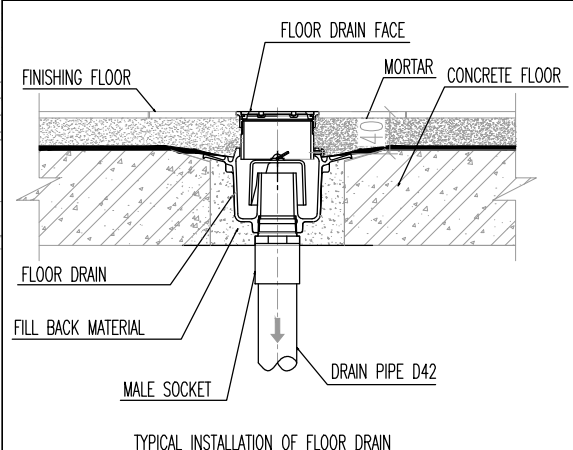 FLOOR DRAIN FACE
FINISHING FLOOR
MORTAR
CONCRETE FLOOR
40
FLOOR DRAIN
FILL BACK MATERIAL
MALE SOCKET
DRAIN PIPE D42
TYPICAL INSTALLATION OF FLOOR DRAIN